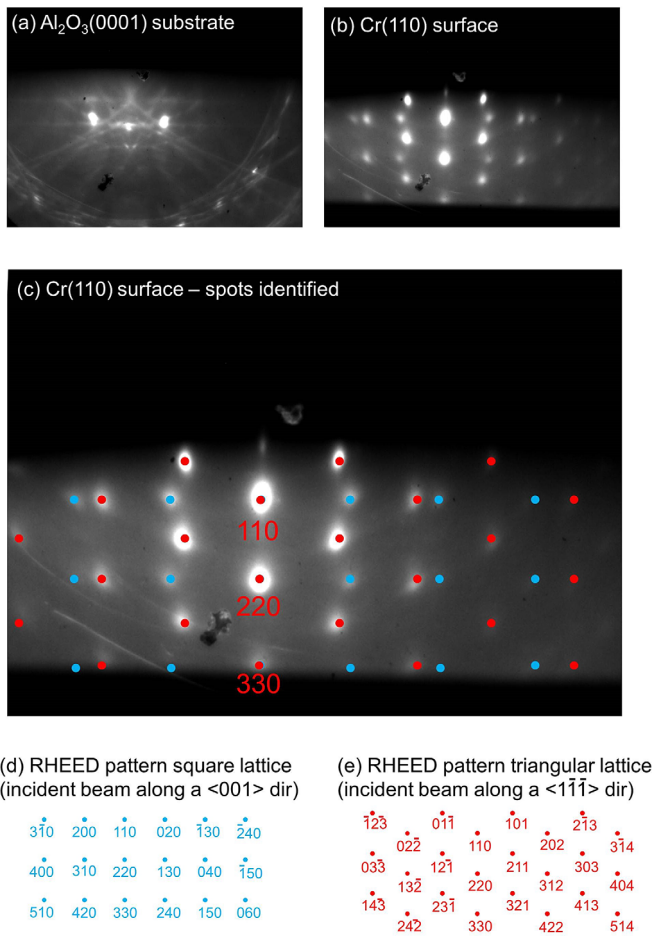 (a) Al₂O₃(0001) substrate
(b) Cr(110) surface
(c) Cr(110) surface – spots identified
110
220
330
(d) RHEED pattern square lattice
(incident beam along a <001> dir)
31̄0 200 110 020 1̄30 2̄40
400 310 220 130 040 1̄50
510 420 330 240 150 060
(e) RHEED pattern triangular lattice
(incident beam along a <11̄1̄> dir)
1̄23̄ 011̄ 101 21̄3
022̄ 110 202 31̄4
033̄ 121̄ 211 303
132̄ 220 312 404
143̄ 231̄ 321 413
242̄ 330 422 514